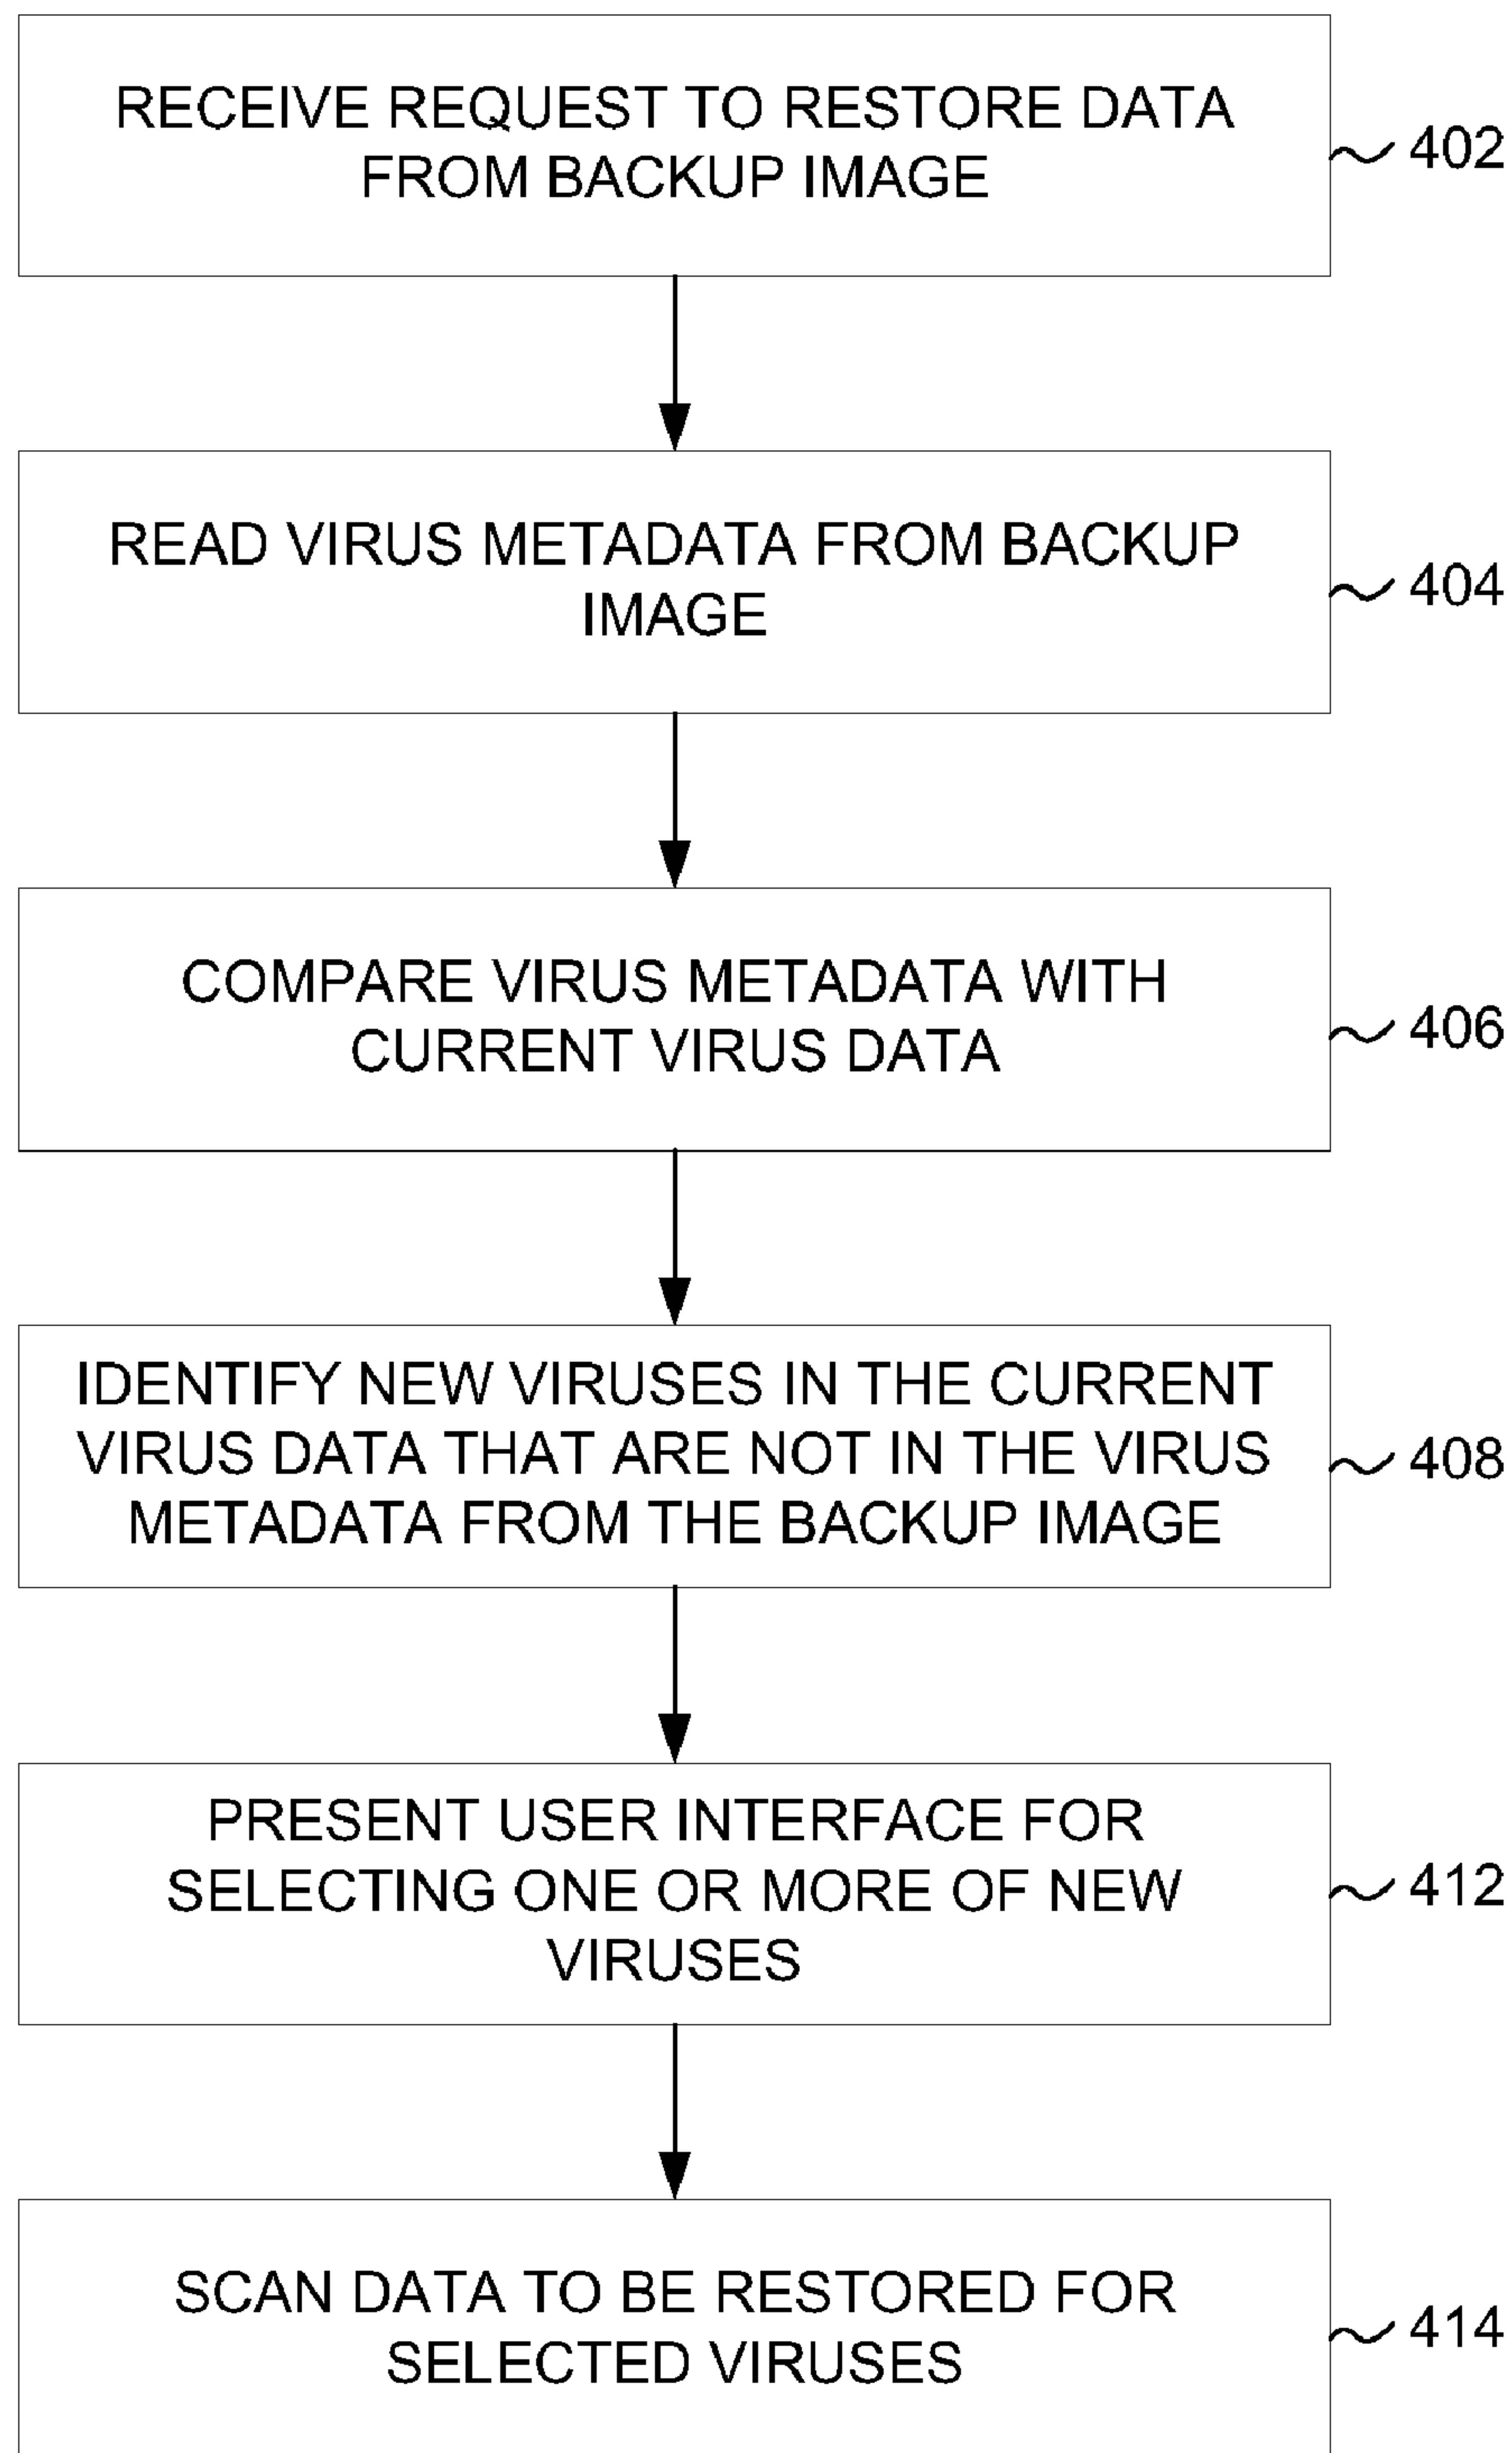 RECEIVE REQUEST TO RESTORE DATA
FROM BACKUP IMAGE
402
READ VIRUS METADATA FROM BACKUP
IMAGE
404
COMPARE VIRUS METADATA WITH
CURRENT VIRUS DATA
406
IDENTIFY NEW VIRUSES IN THE CURRENT
VIRUS DATA THAT ARE NOT IN THE VIRUS
METADATA FROM THE BACKUP IMAGE
408
PRESENT USER INTERFACE FOR
SELECTING ONE OR MORE OF NEW
VIRUSES
412
SCAN DATA TO BE RESTORED FOR
SELECTED VIRUSES
414